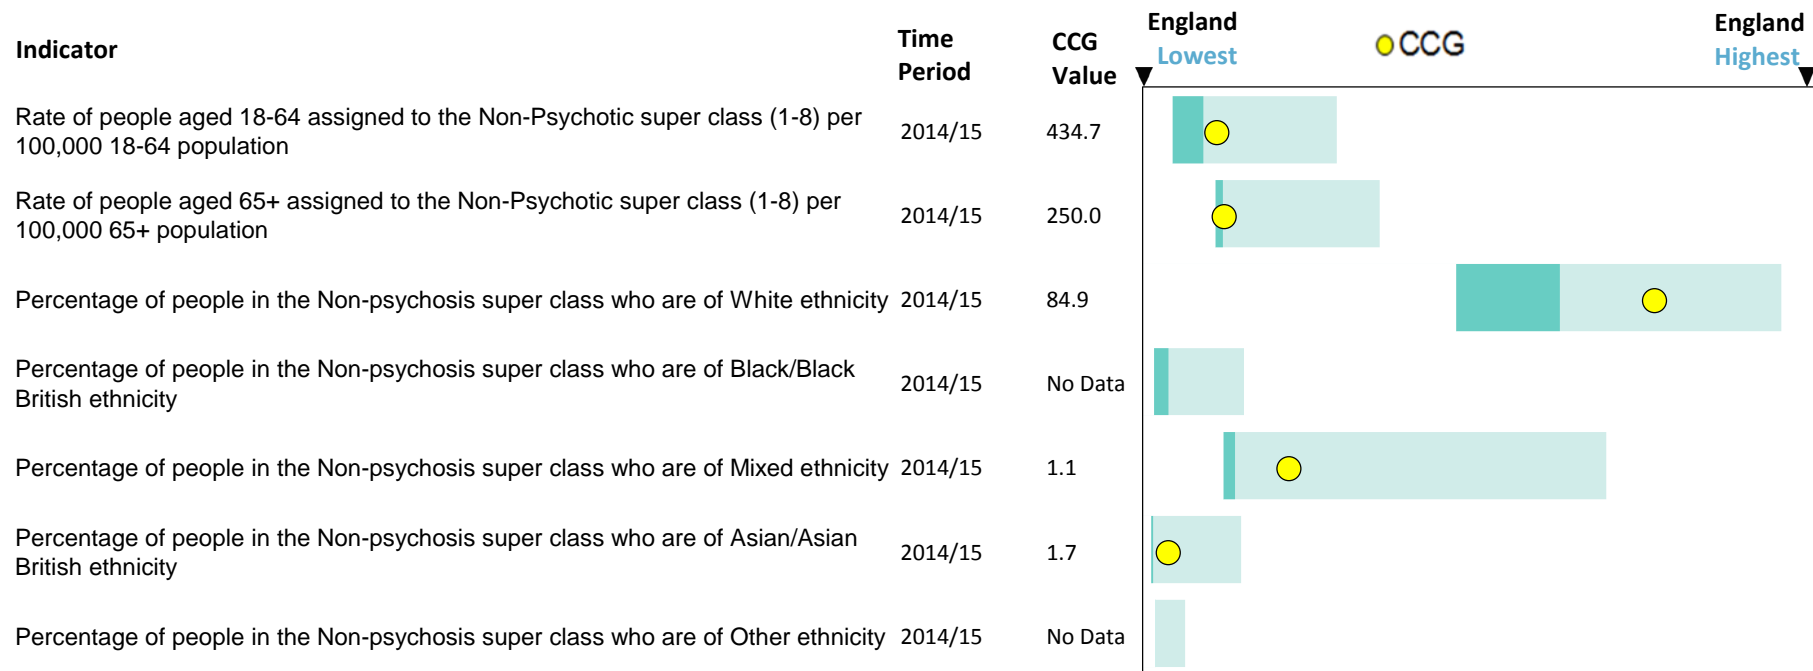 Indicator
Time
Period
CCG
Value
England
Lowest
CCG
England
Highest
Rate of people aged 18-64 assigned to the Non-Psychotic super class (1-8) per
100,000 18-64 population
2014/15
434.7
Rate of people aged 65+ assigned to the Non-Psychotic super class (1-8) per
100,000 65+ population
2014/15
250.0
Percentage of people in the Non-psychosis super class who are of White ethnicity
2014/15
84.9
Percentage of people in the Non-psychosis super class who are of Black/Black
British ethnicity
2014/15
No Data
Percentage of people in the Non-psychosis super class who are of Mixed ethnicity
2014/15
1.1
Percentage of people in the Non-psychosis super class who are of Asian/Asian
British ethnicity
2014/15
1.7
Percentage of people in the Non-psychosis super class who are of Other ethnicity
2014/15
No Data